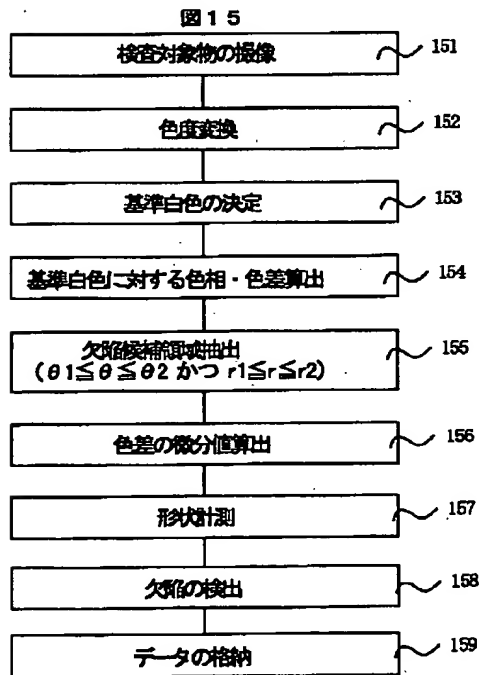 図15
検査対象物の撮像 151
色度変換 152
基準白色の決定 153
基準白色に対する色相・色差算出 154
欠陥候補領域抽出
(θ1≦θ≦θ2 かつ r1≦r≦r2) 155
色差の微分値算出 156
形状計測 157
欠陥の検出 158
データの格納 159